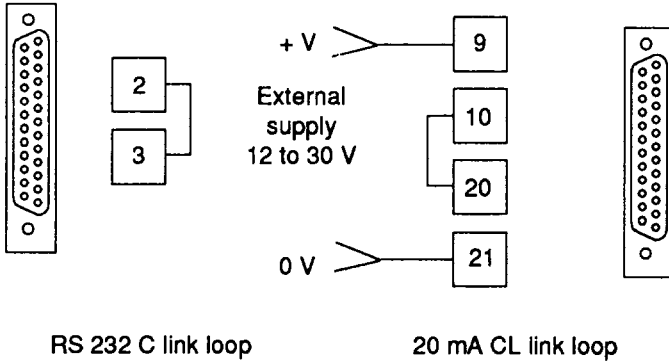 2
3
+ V
9
External
supply
12 to 30 V
10
20
0 V
21
RS 232 C link loop
20 mA CL link loop